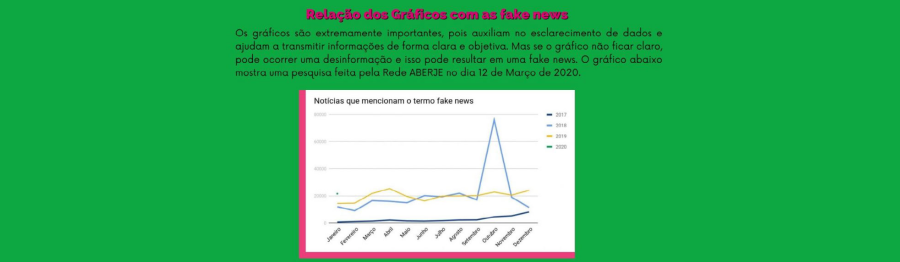 Relação dos Gráficos com as fake news
Os gráficos são extremamente importantes, pois auxiliam no esclarecimento de dados e
ajudam a transmitir informações de forma clara e objetiva. Mas se o gráfico não ficar claro,
pode ocorrer uma desinformação e isso pode resultar em uma fake news. O gráfico abaixo
mostra uma pesquisa feita pela Rede ABERJE no dia 12 de Março de 2020.
Notícias que mencionam o termo fake news
80000
60000
40000
20000
0
2017
2018
2019
2020
Janeiro
Fevereiro
Março
Abril
Maio
Junho
Julho
Agosto
Setembro
Outubro
Novembro
Dezembro